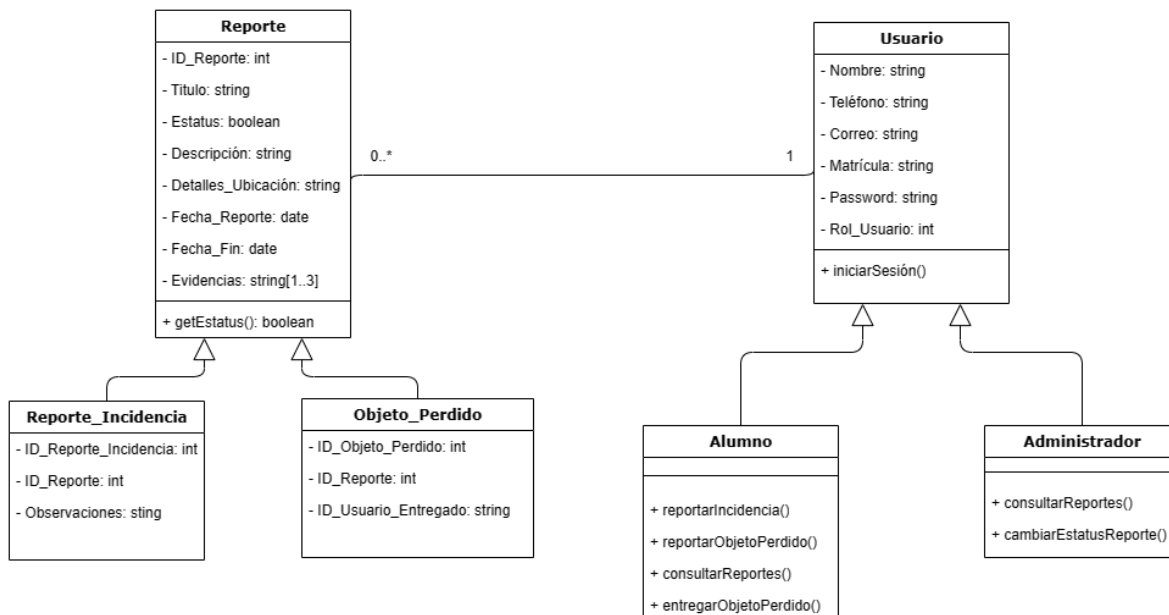 Reporte
- ID_Reporte: int
- Titulo: string
- Estatus: boolean
- Descripción: string
- Detalles_Ubicación: string
- Fecha_Reporte: date
- Fecha_Fin: date
- Evidencias: string[1..3]
+ getEstatus(): boolean
0..*
1
Usuario
- Nombre: string
- Teléfono: string
- Correo: string
- Matrícula: string
- Password: string
- Rol_Usuario: int
+ iniciarSesión()
Reporte_Incidencia
- ID_Reporte_Incidencia: int
- ID_Reporte: int
- Observaciones: sting
Objeto_Perdido
- ID_Objeto_Perdido: int
- ID_Reporte: int
- ID_Usuario_Entregado: string
Alumno
+ reportarIncidencia()
+ reportarObjetoPerdido()
+ consultarReportes()
+ entregarObjetoPerdido()
Administrador
+ consultarReportes()
+ cambiarEstatusReporte()